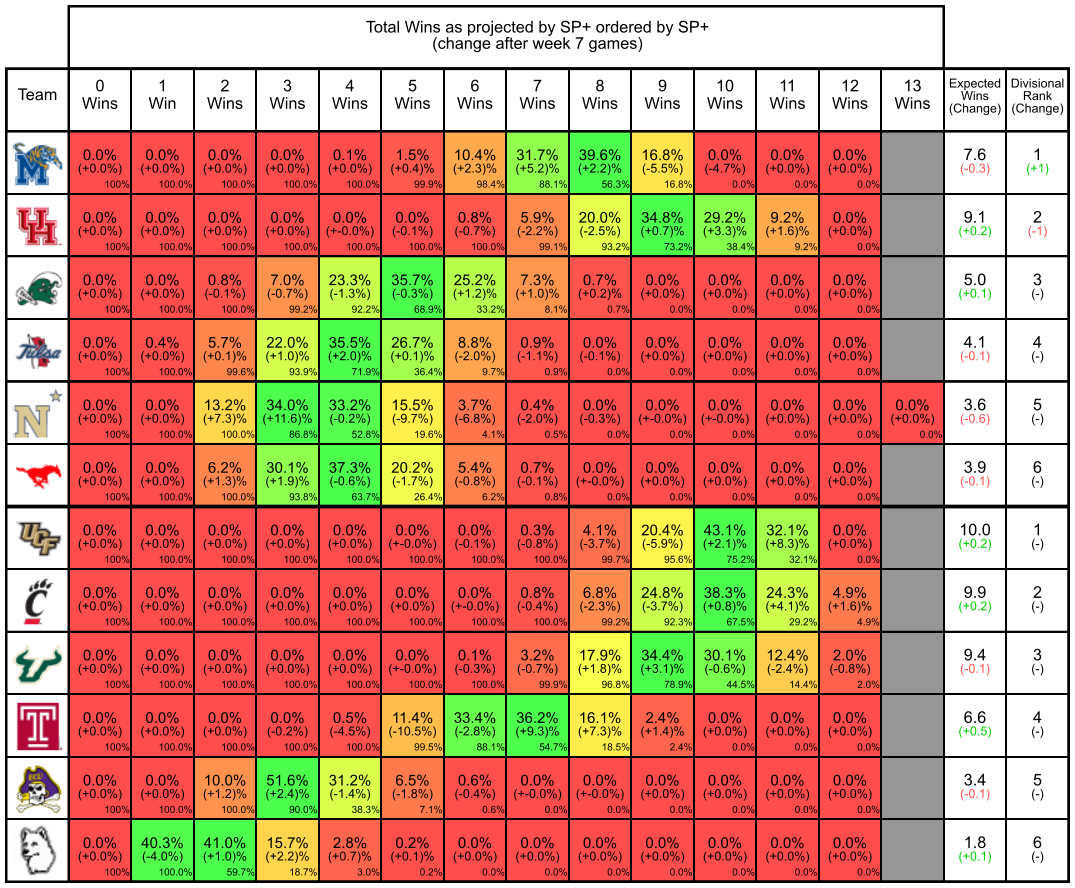 Total Wins as projected by SP+ ordered by SP+
(change after week 7 games)
Team 0 Wins 1 Win 2 Wins 3 Wins 4 Wins 5 Wins 6 Wins 7 Wins 8 Wins 9 Wins 10 Wins 11 Wins 12 Wins 13 Wins Expected Wins (Change) Divisional Rank (Change)
M 0.0% 0.0% 0.0% 0.0% 0.1% 1.5% 10.4% 31.7% 39.6% 16.8% 0.0% 0.0% 0.0% 7.6 1
(+0.0%) (+0.0%) (+0.0%) (+0.0%) (+0.0%) (+0.4%) (+2.3%) (+5.2%) (+2.2%) (-5.5%) (-4.7%) (+0.0%) (+0.0%) (-0.3) (+1)
100% 100.0% 100.0% 100.0% 100.0% 99.9% 98.4% 88.1% 56.3% 16.8% 0.0% 0.0% 0.0%
UH 0.0% 0.0% 0.0% 0.0% 0.0% 0.0% 0.8% 5.9% 20.0% 34.8% 29.2% 9.2% 0.0% 9.1 2
(+0.0%) (+0.0%) (+0.0%) (+0.0%) (+-0.0%) (-0.1%) (-0.7%) (-2.2%) (-2.5%) (+0.7%) (+3.3%) (+1.6%) (+0.0%) (+0.2) (-1)
100% 100.0% 100.0% 100.0% 100.0% 100.0% 100.0% 99.1% 93.2% 73.2% 38.4% 9.2% 0.0%
0.0% 0.0% 0.8% 7.0% 23.3% 35.7% 25.2% 7.3% 0.7% 0.0% 0.0% 0.0% 0.0% 5.0 3
(+0.0%) (+0.0%) (-0.1%) (-0.7%) (-1.3%) (-0.3%) (+1.2%) (+1.0%) (+0.2%) (+0.0%) (+0.0%) (+0.0%) (+0.0%) (+0.1) (-)
100% 100.0% 100.0% 99.2% 92.2% 68.9% 33.2% 8.1% 0.7% 0.0% 0.0% 0.0% 0.0%
Tulsa 0.0% 0.4% 5.7% 22.0% 35.5% 26.7% 8.8% 0.9% 0.0% 0.0% 0.0% 0.0% 0.0% 4.1 4
(+0.0%) (+0.0%) (+0.1%) (+1.0%) (+2.0%) (+0.1%) (-2.0%) (-1.1%) (-0.1%) (+0.0%) (+0.0%) (+0.0%) (+0.0%) (-0.1) (-)
100% 100.0% 99.6% 93.9% 71.9% 36.4% 9.7% 0.9% 0.0% 0.0% 0.0% 0.0% 0.0%
N 0.0% 0.0% 13.2% 34.0% 33.2% 15.5% 3.7% 0.4% 0.0% 0.0% 0.0% 0.0% 0.0% 0.0% 3.6 5
(+0.0%) (+0.0%) (+7.3%) (+11.6%) (-0.2%) (-9.7%) (-6.8%) (-2.0%) (-0.3%) (+-0.0%) (+-0.0%) (+0.0%) (+0.0%) (+0.0%) (-0.6) (-)
100% 100.0% 100.0% 86.8% 52.8% 19.6% 4.1% 0.5% 0.0% 0.0% 0.0% 0.0% 0.0% 0.0%
0.0% 0.0% 6.2% 30.1% 37.3% 20.2% 5.4% 0.7% 0.0% 0.0% 0.0% 0.0% 0.0% 3.9 6
(+0.0%) (+0.0%) (+1.3%) (+1.9%) (-0.6%) (-1.7%) (-0.8%) (-0.1%) (+-0.0%) (+0.0%) (+0.0%) (+0.0%) (+0.0%) (-0.1) (-)
100% 100.0% 100.0% 93.8% 63.7% 26.4% 6.2% 0.8% 0.0% 0.0% 0.0% 0.0% 0.0%
UCF 0.0% 0.0% 0.0% 0.0% 0.0% 0.0% 0.0% 0.3% 4.1% 20.4% 43.1% 32.1% 0.0% 10.0 1
(+0.0%) (+0.0%) (+0.0%) (+0.0%) (+0.0%) (+-0.0%) (-0.1%) (-0.8%) (-3.7%) (-5.9%) (+2.1%) (+8.3%) (+0.0%) (+0.2) (-)
100% 100.0% 100.0% 100.0% 100.0% 100.0% 100.0% 100.0% 99.7% 95.6% 75.2% 32.1% 0.0%
C 0.0% 0.0% 0.0% 0.0% 0.0% 0.0% 0.0% 0.8% 6.8% 24.8% 38.3% 24.3% 4.9% 9.9 2
(+0.0%) (+0.0%) (+0.0%) (+0.0%) (+0.0%) (+0.0%) (+-0.0%) (-0.4%) (-2.3%) (-3.7%) (+0.8%) (+4.1%) (+1.6%) (+0.2) (-)
100% 100.0% 100.0% 100.0% 100.0% 100.0% 100.0% 100.0% 99.2% 92.3% 67.5% 29.2% 4.9%
0.0% 0.0% 0.0% 0.0% 0.0% 0.0% 0.1% 3.2% 17.9% 34.4% 30.1% 12.4% 2.0% 9.4 3
(+0.0%) (+0.0%) (+0.0%) (+0.0%) (+0.0%) (+-0.0%) (-0.3%) (-0.7%) (+1.8%) (+3.1%) (-0.6%) (-2.4%) (-0.8%) (-0.1) (-)
100% 100.0% 100.0% 100.0% 100.0% 100.0% 100.0% 99.9% 96.8% 78.9% 44.5% 14.4% 2.0%
T 0.0% 0.0% 0.0% 0.0% 0.5% 11.4% 33.4% 36.2% 16.1% 2.4% 0.0% 0.0% 0.0% 6.6 4
(+0.0%) (+0.0%) (+0.0%) (-0.2%) (-4.5%) (-10.5%) (-2.8%) (+9.3%) (+7.3%) (+1.4%) (+0.0%) (+0.0%) (+0.0%) (+0.5) (-)
100% 100.0% 100.0% 100.0% 100.0% 99.5% 88.1% 54.7% 18.5% 2.4% 0.0% 0.0% 0.0%
ECU 0.0% 0.0% 10.0% 51.6% 31.2% 6.5% 0.6% 0.0% 0.0% 0.0% 0.0% 0.0% 0.0% 3.4 5
(+0.0%) (+0.0%) (+1.2%) (+2.4%) (-1.4%) (-1.8%) (-0.4%) (+-0.0%) (+-0.0%) (+0.0%) (+0.0%) (+0.0%) (+0.0%) (-0.1) (-)
100% 100.0% 100.0% 90.0% 38.3% 7.1% 0.6% 0.0% 0.0% 0.0% 0.0% 0.0% 0.0%
0.0% 40.3% 41.0% 15.7% 2.8% 0.2% 0.0% 0.0% 0.0% 0.0% 0.0% 0.0% 0.0% 1.8 6
(+0.0%) (-4.0%) (+1.0%) (+2.2%) (+0.7%) (+0.1%) (+0.0%) (+0.0%) (+0.0%) (+0.0%) (+0.0%) (+0.0%) (+0.0%) (+0.1) (-)
100% 100.0% 59.7% 18.7% 3.0% 0.2% 0.0% 0.0% 0.0% 0.0% 0.0% 0.0% 0.0%